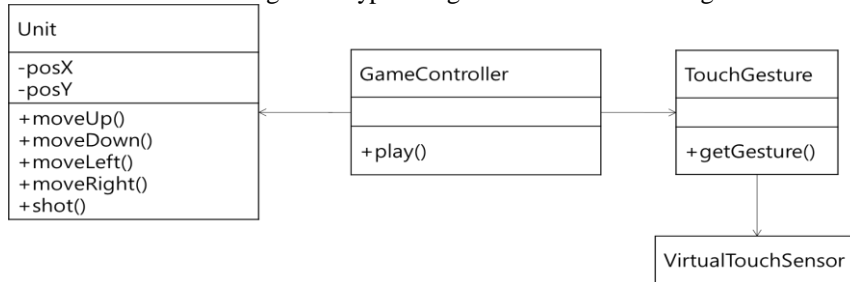 Unit
-posX
-posY
+moveUp()
+moveDown()
+moveLeft()
+moveRight()
+shot()
GameController
+play()
TouchGesture
+getGesture()
VirtualTouchSensor